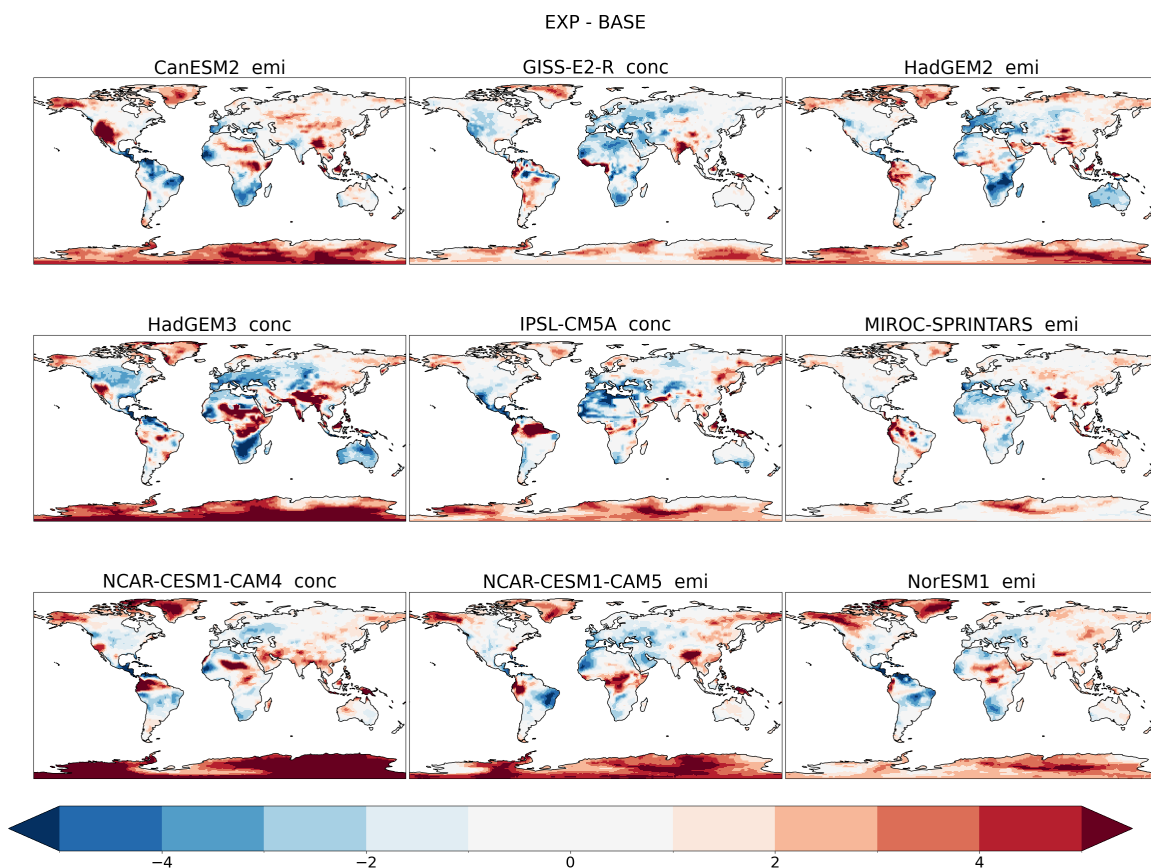 EXP - BASE
CanESM2 emi
GISS-E2-R conc
HadGEM2 emi
HadGEM3 conc
IPSL-CM5A conc
MIROC-SPRINTARS emi
NCAR-CESM1-CAM4 conc
NCAR-CESM1-CAM5 emi
NorESM1 emi
−4 −2 0 2 4